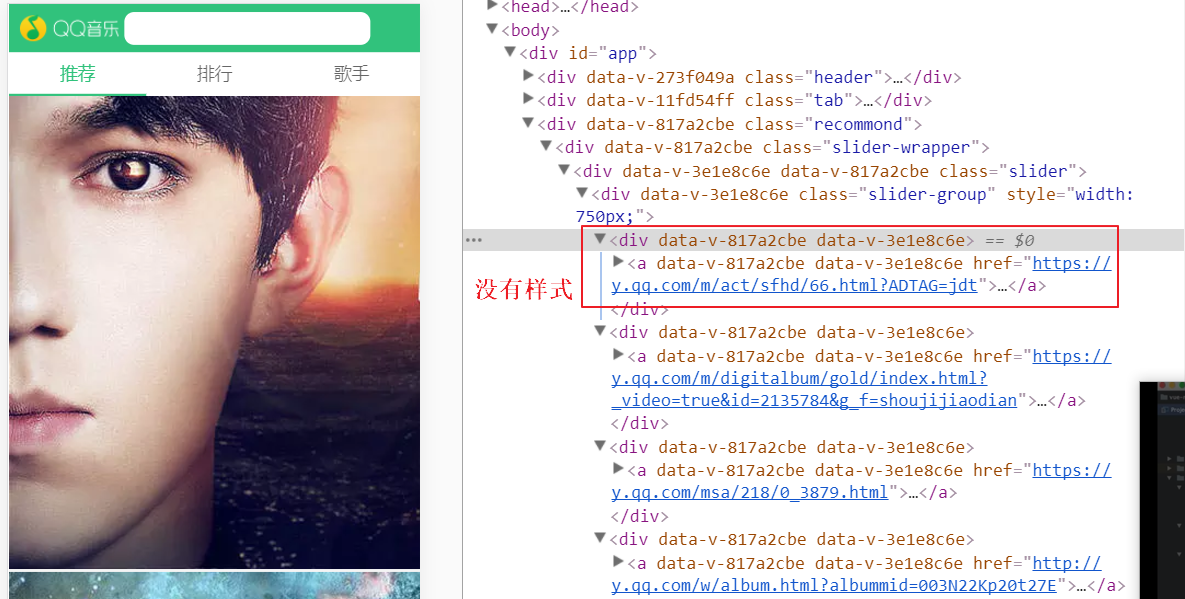 QQ音乐
推荐 排行 歌手
<head>…</head>
<body>
<div id="app">
<div data-v-273f049a class="header">…</div>
<div data-v-11fd54ff class="tab">…</div>
<div data-v-817a2cbe class="recommond">
<div data-v-817a2cbe class="slider-wrapper">
<div data-v-3e1e8c6e data-v-817a2cbe class="slider">
<div data-v-3e1e8c6e class="slider-group" style="width:
750px;">
<div data-v-817a2cbe data-v-3e1e8c6e> == $0
<a data-v-817a2cbe data-v-3e1e8c6e href="https://
y.qq.com/m/act/sfhd/66.html?ADTAG=jdt">…</a>
没有样式
</div>
<div data-v-817a2cbe data-v-3e1e8c6e>
<a data-v-817a2cbe data-v-3e1e8c6e href="https://
y.qq.com/m/digitalbum/gold/index.html?
_video=true&id=2135784&g_f=shoujijiaodian">…</a>
</div>
<div data-v-817a2cbe data-v-3e1e8c6e>
<a data-v-817a2cbe data-v-3e1e8c6e href="https://
y.qq.com/msa/218/0_3879.html">…</a>
</div>
<div data-v-817a2cbe data-v-3e1e8c6e>
<a data-v-817a2cbe data-v-3e1e8c6e href="http://
y.qq.com/w/album.html?albummid=003N22Kp20t27E">…</a>